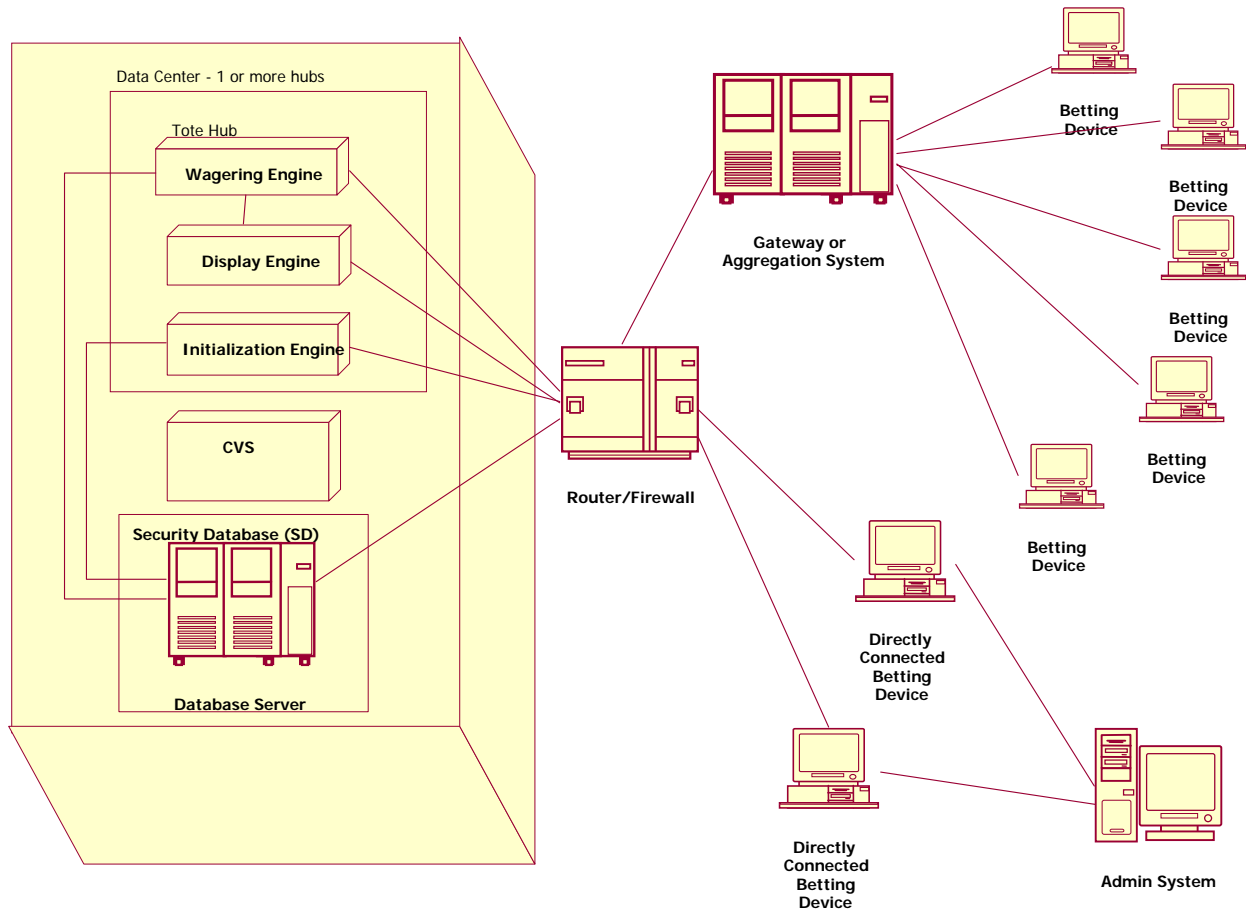 Data Center - 1 or more hubs
Tote Hub
Wagering Engine
Display Engine
Initialization Engine
CVS
Security Database (SD)
Database Server
Router/Firewall
Gateway or
Aggregation System
Betting
Device
Betting
Device
Betting
Device
Betting
Device
Betting
Device
Directly
Connected
Betting
Device
Directly
Connected
Betting
Device
Admin System